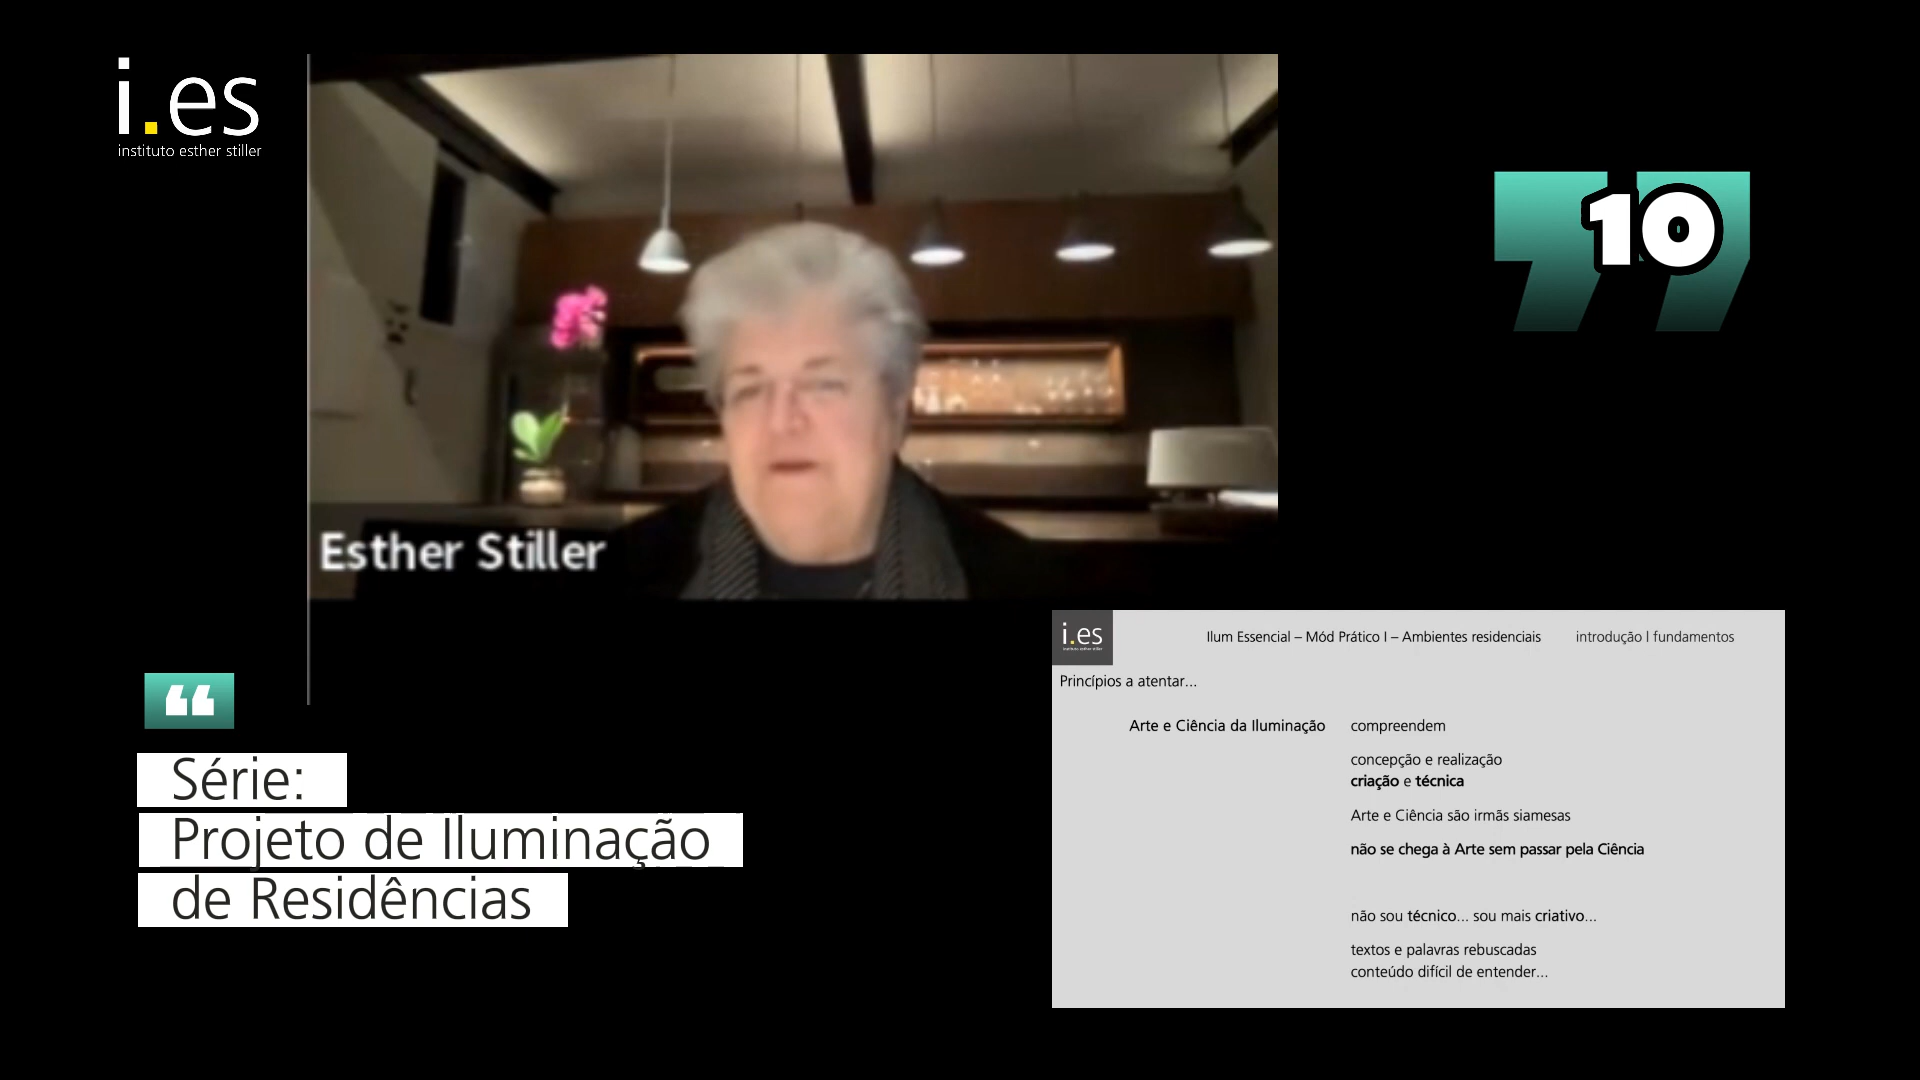 i.es
instituto esther stiller
10
Esther Stiller
“
Série:
Projeto de Iluminação
de Residências
i.es
instituto esther stiller
Ilum Essencial – Mód Prático I – Ambientes residenciais introdução l fundamentos
Princípios a atentar...
Arte e Ciência da Iluminação compreendem
concepção e realização
criação e técnica
Arte e Ciência são irmãs siamesas
não se chega à Arte sem passar pela Ciência
não sou técnico... sou mais criativo...
textos e palavras rebuscadas
conteúdo difícil de entender...